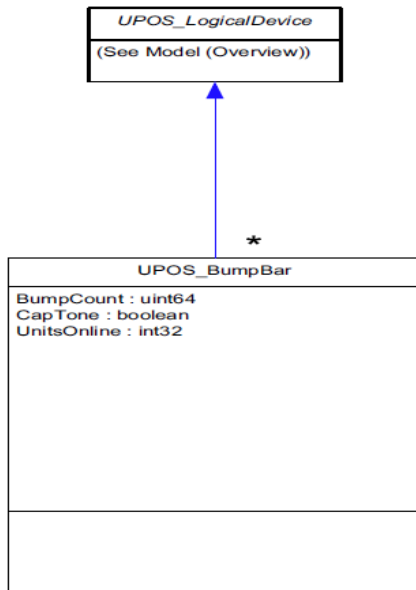 UPOS_LogicalDevice
(See Model (Overview))
*
UPOS_BumpBar
BumpCount : uint64
CapTone : boolean
UnitsOnline : int32